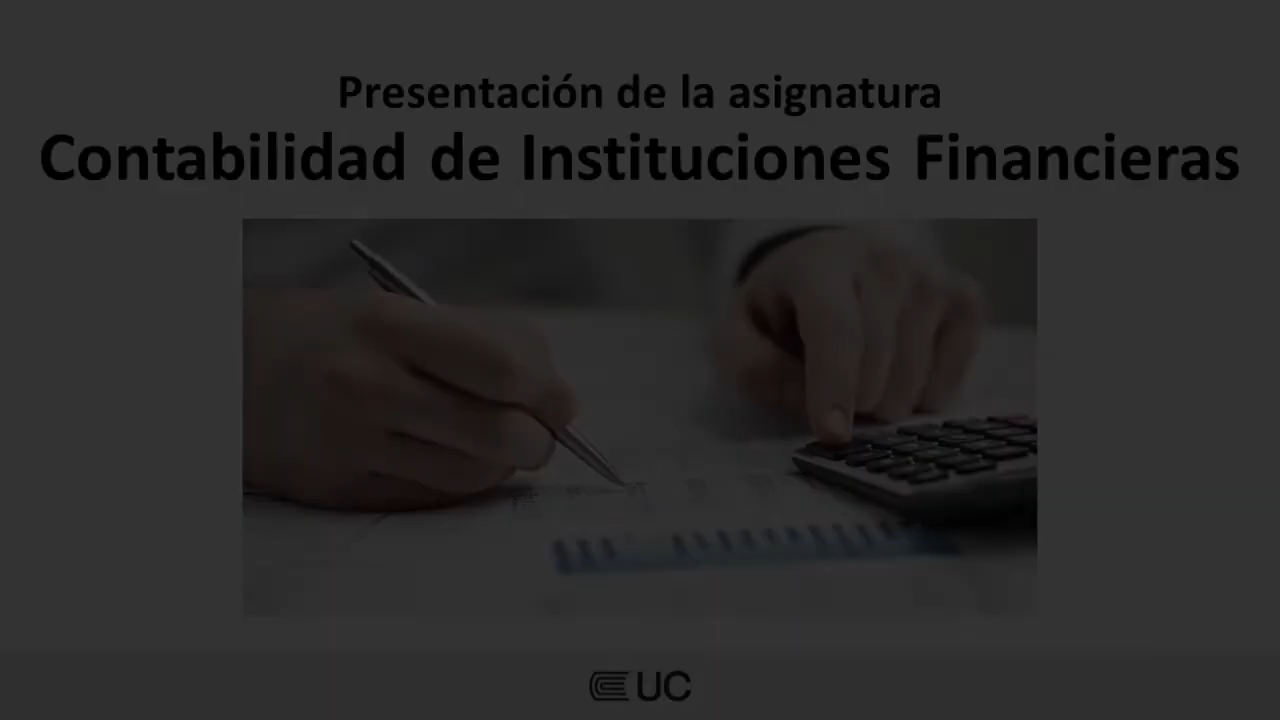 Presentación de la asignatura
Contabilidad de Instituciones Financieras
UC